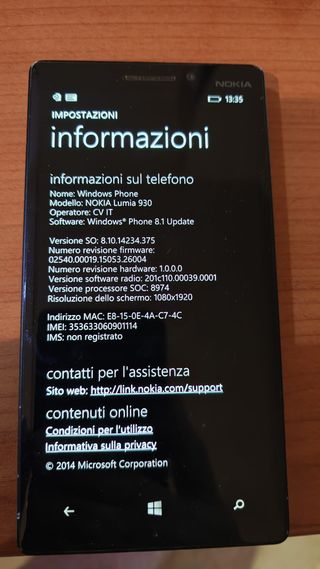 NOKIA
13:35
IMPOSTAZIONI
informazioni
informazioni sul telefono
Nome: Windows Phone
Modello: NOKIA Lumia 930
Operatore: CV IT
Software: Windows® Phone 8.1 Update
Versione SO: 8.10.14234.375
Numero revisione firmware:
02540.00019.15053.26004
Numero revisione hardware: 1.0.0.0
Versione software radio: 201c110.00039.0001
Versione processore SOC: 8974
Risoluzione dello schermo: 1080x1920
Indirizzo MAC: E8-15-0E-4A-C7-4C
IMEI: 353633060901114
IMS: non registrato
contatti per l'assistenza
Sito web: http://link.nokia.com/support
contenuti online
Condizioni per l'utilizzo
Informativa sulla privacy
© 2014 Microsoft Corporation